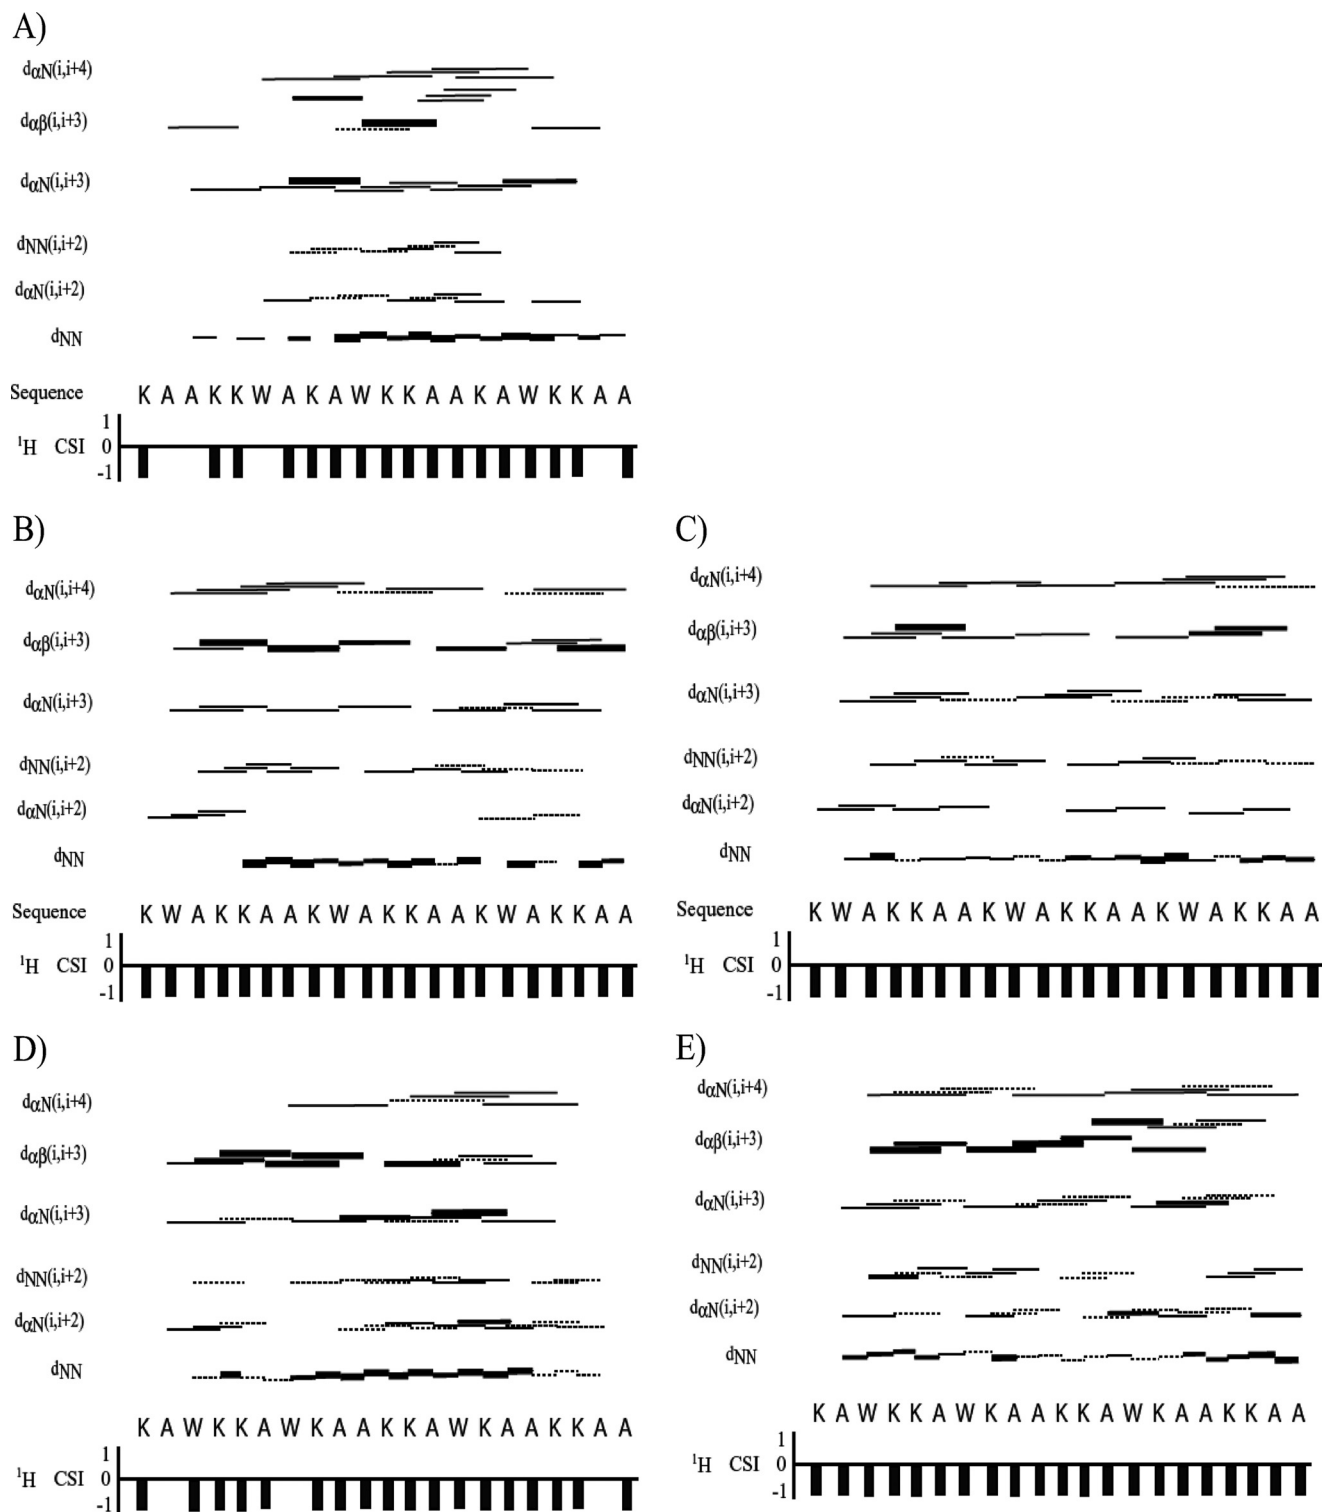 A)
dαN(i,i+4)
dαβ(i,i+3)
dαN(i,i+3)
dNN(i,i+2)
dαN(i,i+2)
dNN
Sequence K A A K K W A K A W K K A A K A W K K A A
1
1H CSI 0
-1
B)
dαN(i,i+4)
dαβ(i,i+3)
dαN(i,i+3)
dNN(i,i+2)
dαN(i,i+2)
dNN
Sequence K W A K K A A K W A K K A A K W A K K A A
1
1H CSI 0
-1
C)
dαN(i,i+4)
dαβ(i,i+3)
dαN(i,i+3)
dNN(i,i+2)
dαN(i,i+2)
dNN
Sequence K W A K K A A K W A K K A A K W A K K A A
1
1H CSI 0
-1
D)
dαN(i,i+4)
dαβ(i,i+3)
dαN(i,i+3)
dNN(i,i+2)
dαN(i,i+2)
dNN
K A W K K A W K A A K K A W K A A K K A A
1
1H CSI 0
-1
E)
dαN(i,i+4)
dαβ(i,i+3)
dαN(i,i+3)
dNN(i,i+2)
dαN(i,i+2)
dNN
K A W K K A W K A A K K A W K A A K K A A
1
1H CSI 0
-1